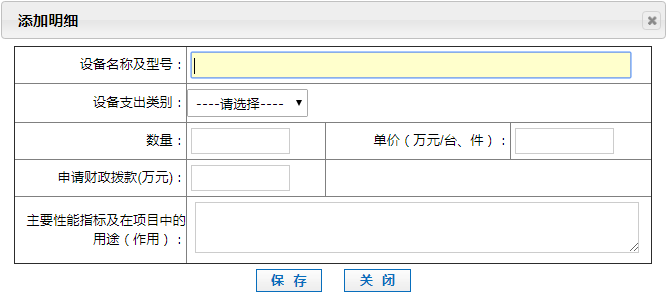 添加明细
设备名称及型号：
设备支出类别： ----请选择----
数量： 单价（万元/台、件）：
申请财政拨款(万元)：
主要性能指标及在项目中的
用途（作用）：
保 存 关 闭